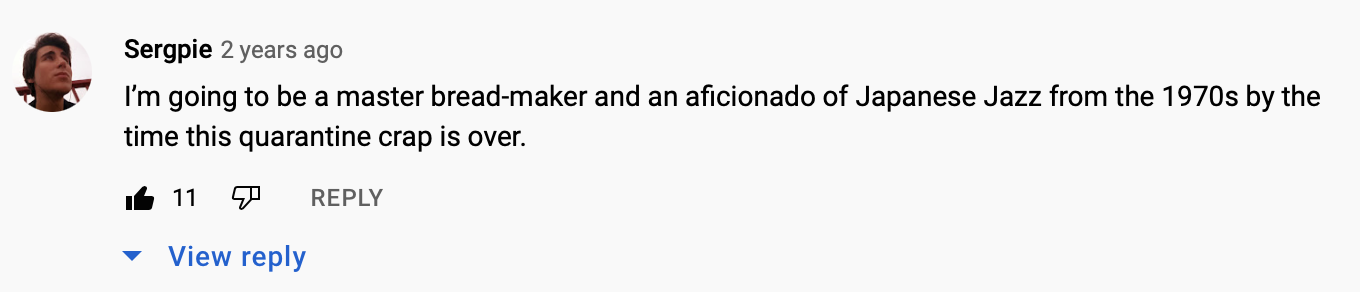 Sergpie 2 years ago
I’m going to be a master bread-maker and an aficionado of Japanese Jazz from the 1970s by the
time this quarantine crap is over.
11 REPLY
View reply